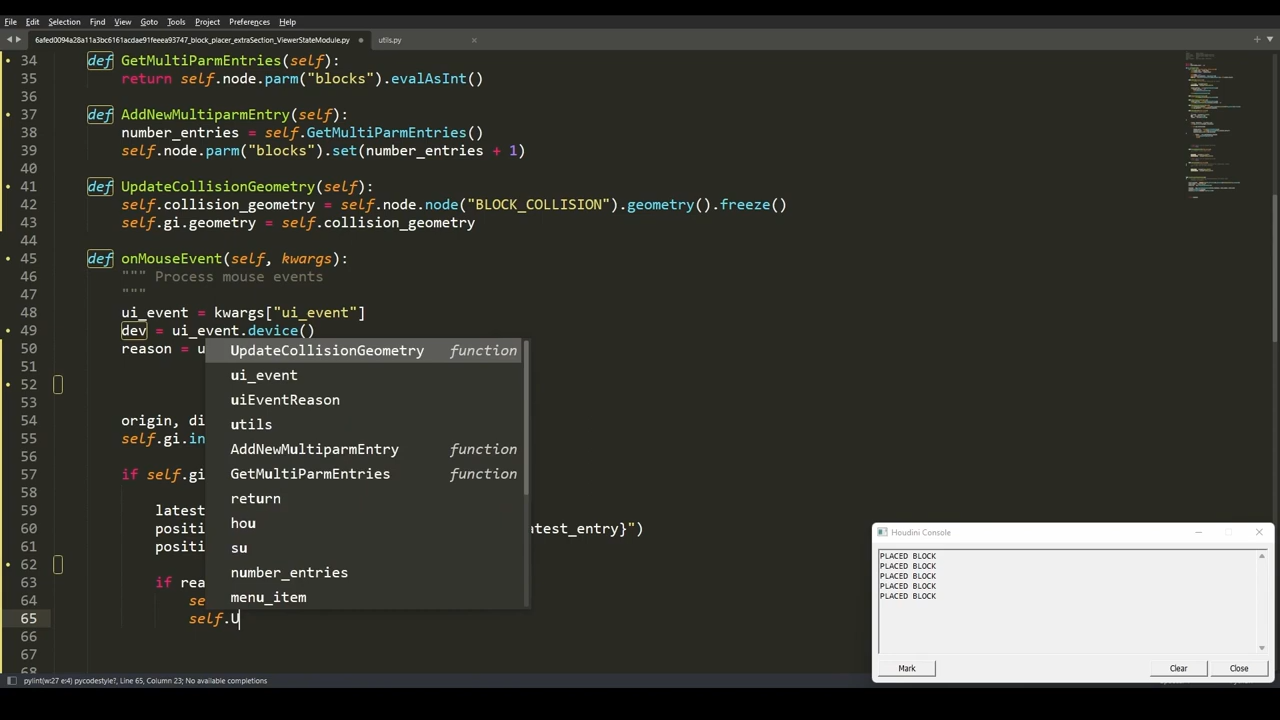 File Edit Selection Find View Goto Tools Project Preferences Help
6afed0094a28a11a3bc6161acdae91feeea93747_block_placer_extraSection_ViewerStateModule.py utils.py
34 def GetMultiParmEntries(self):
35 return self.node.parm("blocks").evalAsInt()
36
37 def AddNewMultiparmEntry(self):
38 number_entries = self.GetMultiParmEntries()
39 self.node.parm("blocks").set(number_entries + 1)
40
41 def UpdateCollisionGeometry(self):
42 self.collision_geometry = self.node.node("BLOCK_COLLISION").geometry().freeze()
43 self.gi.geometry = self.collision_geometry
44
45 def onMouseEvent(self, kwargs):
46 """ Process mouse events
47 """
48 ui_event = kwargs["ui_event"]
49 dev = ui_event.device()
50 reason = u
UpdateCollisionGeometry function
51
ui_event
52
uiEventReason
53
54 origin, di
utils
55 self.gi.in
AddNewMultiparmEntry function
56
57 if self.gi
GetMultiParmEntries function
58
return
59 latest
hou
60 positi atest_entry}")
61 positi
su
62
number_entries
63 if rea
menu_item
64 se
65 self.U
66
67
68
Houdini Console
PLACED BLOCK
PLACED BLOCK
PLACED BLOCK
PLACED BLOCK
PLACED BLOCK
Mark Clear Close
pylint(w:27 e:4) pycodestyle?, Line 65, Column 23; No available completions